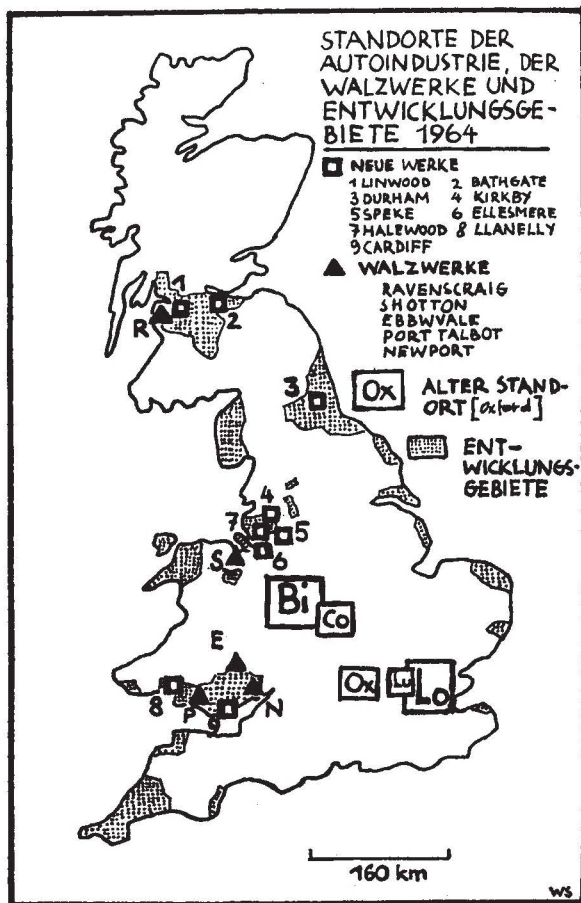 STANDORTE DER
AUTOINDUSTRIE, DER
WALZWERKE UND
ENTWICKLUNGSGE-
BIETE 1964
NEUE WERKE
1 LINWOOD 2 BATHGATE
3 DURHAM 4 KIRKBY
5 SPEKE 6 ELLESMERE
7 HALEWOOD 8 LLANELLY
9 CARDIFF
WALZWERKE
RAVENSCRAIG
SHOTTON
EBBWVALE
PORT TALBOT
NEWPORT
Ox ALTER STAND-
ORT [Oxford]
ENT-
WICKLUNGS-
GEBIETE
1
R
2
3
4
7
5
6
S
Bi
Co
E
8
P
9
N
Ox
Lu
Lo
160 km
WS